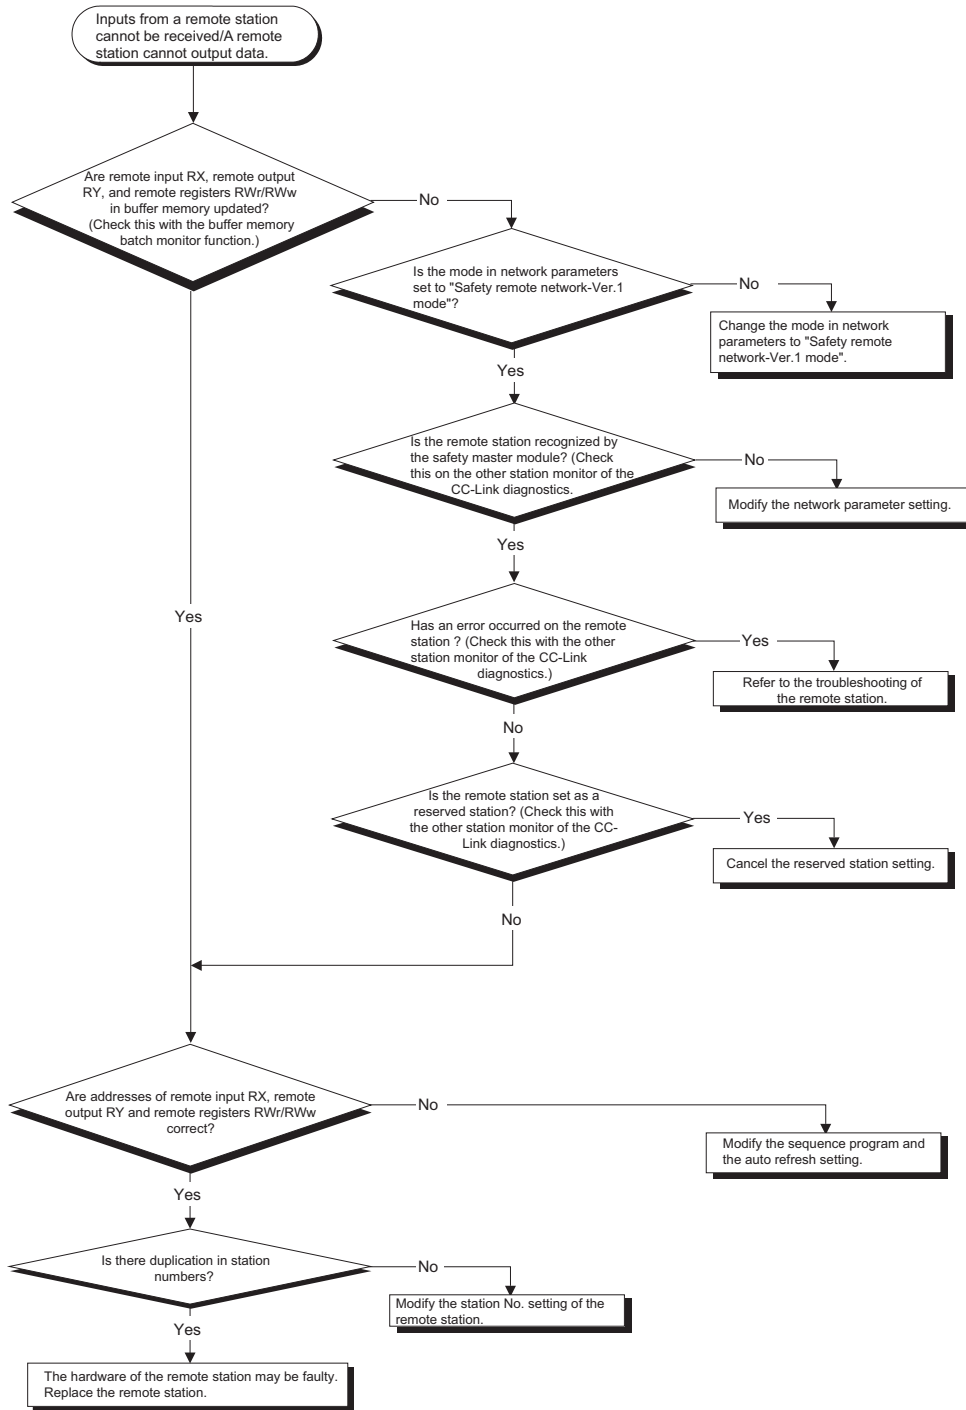 Inputs from a remote station
cannot be received/A remote
station cannot output data.
Are remote input RX, remote output
RY, and remote registers RWr/RWw
in buffer memory updated?
(Check this with the buffer memory
batch monitor function.)
No
Is the mode in network parameters
set to "Safety remote network-Ver.1
mode"?
No
Change the mode in network
parameters to "Safety remote
network-Ver.1 mode".
Yes
Is the remote station recognized by
the safety master module? (Check
this on the other station monitor of the
CC-Link diagnostics.
No
Modify the network parameter setting.
Yes
Yes
Has an error occurred on the remote
station ? (Check this with the other
station monitor of the CC-Link
diagnostics.)
Yes
Refer to the troubleshooting of
the remote station.
No
Is the remote station set as a
reserved station? (Check this with
the other station monitor of the CC-
Link diagnostics.)
Yes
Cancel the reserved station setting.
No
Are addresses of remote input RX, remote
output RY and remote registers RWr/RWw
correct?
No
Modify the sequence program and
the auto refresh setting.
Yes
Is there duplication in station
numbers?
No
Modify the station No. setting of the
remote station.
Yes
The hardware of the remote station may be faulty.
Replace the remote station.